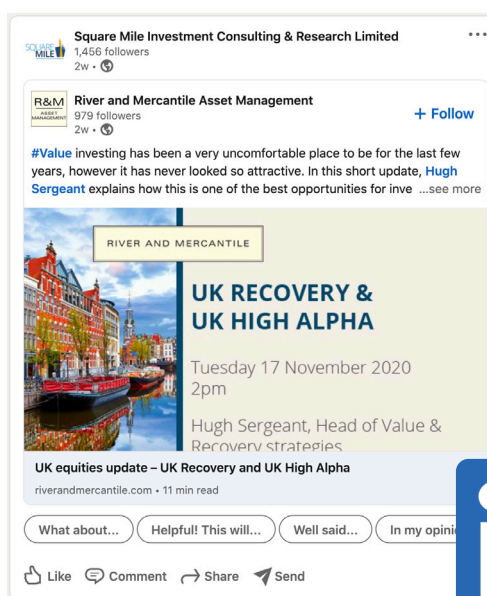 SQUARE
MILE
Square Mile Investment Consulting & Research Limited
1,456 followers
2w •
R&M
ASSET
MANAGEMENT
River and Mercantile Asset Management
979 followers
2w •
+ Follow
#Value investing has been a very uncomfortable place to be for the last few
years, however it has never looked so attractive. In this short update, Hugh
Sergeant explains how this is one of the best opportunities for inve ...see more
RIVER AND MERCANTILE
UK RECOVERY &
UK HIGH ALPHA
Tuesday 17 November 2020
2pm
Hugh Sergeant, Head of Value &
Recovery strategies
UK equities update – UK Recovery and UK High Alpha
riverandmercantile.com • 11 min read
What about... Helpful! This will... Well said... In my opini
Like Comment Share Send